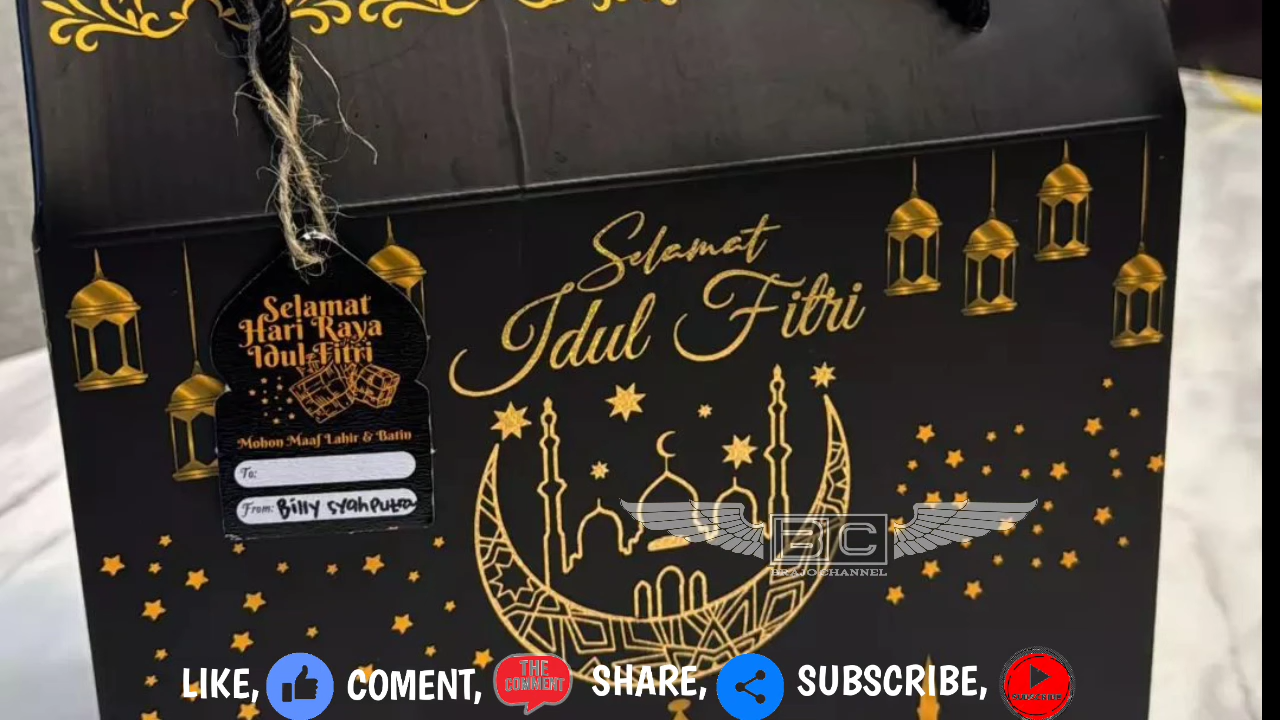 Selamat
Idul Fitri
Selamat
Hari Raya
Idul Fitri
Mohon Maaf Lahir & Batin
To:
From: Billy syahputra
BC
BRAJO CHANNEL
LIKE, COMENT, THE COMMENT SHARE, SUBSCRIBE, SUBSCRIBE